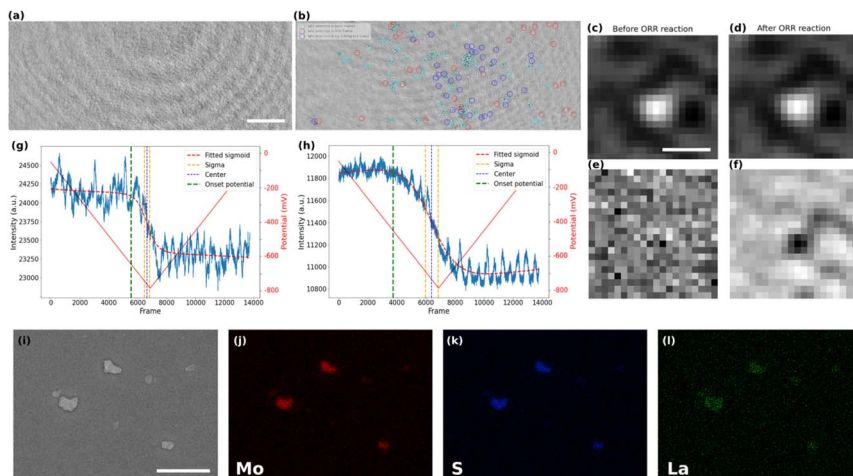 (a)
(b)
(c) Before ORR reaction
(d) After ORR reaction
(g)
Fitted sigmoid
Sigma
Center
Onset potential
24500
24250
24000
23750
23500
23250
23000
Intensity (a.u.)
0
-200
-400
-600
-800
Potential (mV)
0 2000 4000 6000 8000 10000 12000 14000
Frame
(h)
Fitted sigmoid
Sigma
Center
Onset potential
12000
11800
11600
11400
11200
11000
10800
Intensity (a.u.)
0
-200
-400
-600
-800
Potential (mV)
0 2000 4000 6000 8000 10000 12000 14000
Frame
(e)
(f)
(i)
(j)
Mo
(k)
S
(l)
La